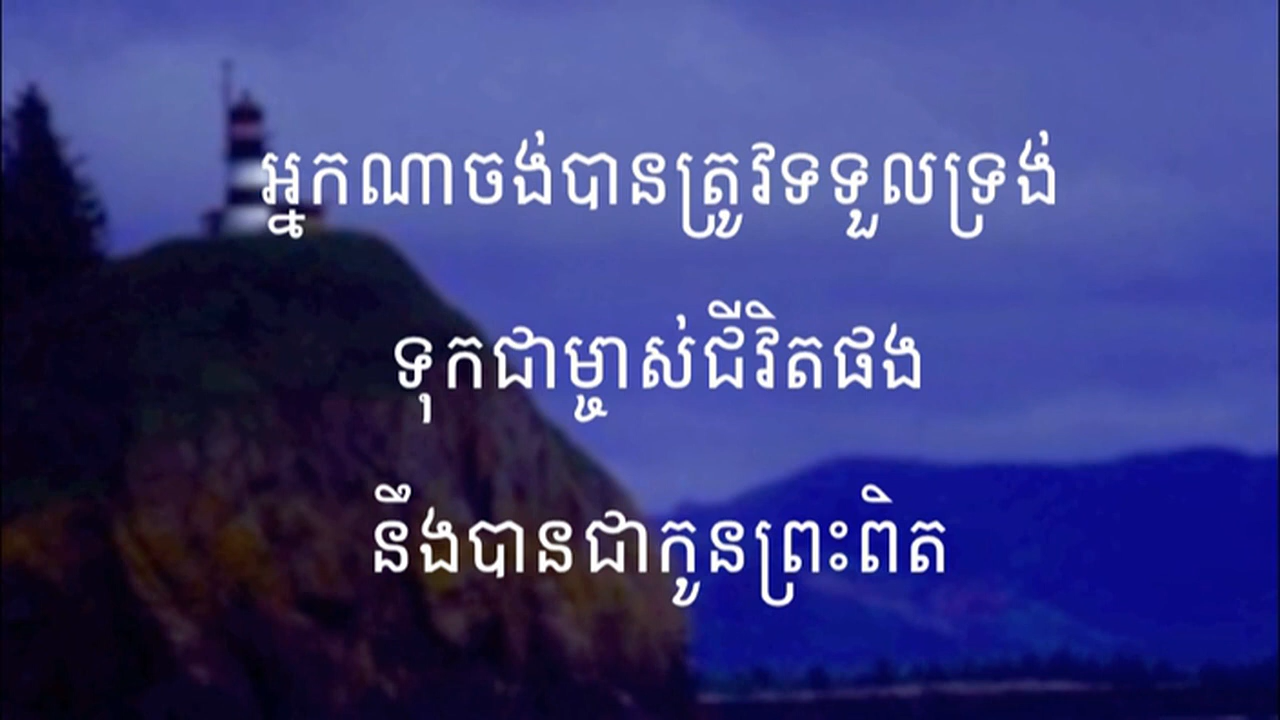 អ្នកណាចង់បានត្រូវទទួលទ្រង់
ទុកជាម្ចាស់ជីវិតផង
នឹងបានជាកូនព្រះពិត